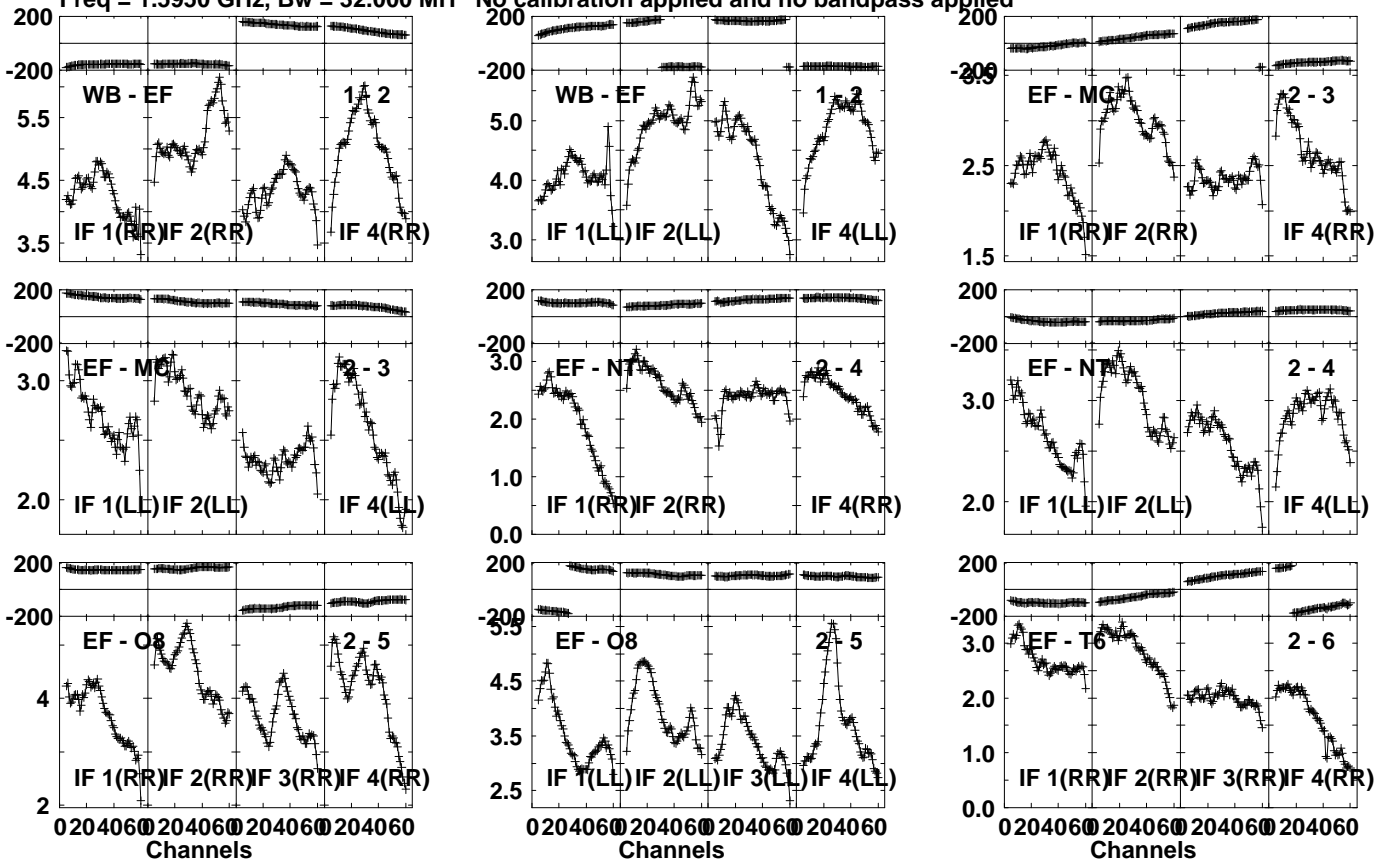 Freq = 1.5950 GHz, Bw = 32.000 MH No calibration applied and no bandpass applied
200
-200
WB - EF 1 - 2
5.5
4.5
3.5
IF 1(RR) IF 2(RR) IF 4(RR)
200
-200
WB - EF 1 - 2
5.0
4.0
3.0
IF 1(LL) IF 2(LL) IF 4(LL)
200
-200
3.5
EF - MC 2 - 3
2.5
1.5
IF 1(RR) IF 2(RR) IF 4(RR)
200
-200
EF - MC 2 - 3
3.0
2.0
IF 1(LL) IF 2(LL) IF 4(LL)
200
-200
3.0
EF - NT 2 - 4
2.0
1.0
0.0
IF 1(RR) IF 2(RR) IF 4(RR)
200
-200
EF - NT 2 - 4
3.0
2.0
IF 1(LL) IF 2(LL) IF 4(LL)
200
-200
EF - O8 2 - 5
4
2
IF 1(RR) IF 2(RR) IF 3(RR) IF 4(RR)
0 20 40 60 0 20 40 60 0 20 40 60 0 20 40 60
Channels
200
-200
5.5
EF - O8 2 - 5
4.5
3.5
2.5
IF 1(LL) IF 2(LL) IF 3(LL) IF 4(LL)
0 20 40 60 0 20 40 60 0 20 40 60 0 20 40 60
Channels
200
-200
EF - T6 2 - 6
3.0
2.0
1.0
0.0
IF 1(RR) IF 2(RR) IF 3(RR) IF 4(RR)
0 20 40 60 0 20 40 60 0 20 40 60 0 20 40 60
Channels